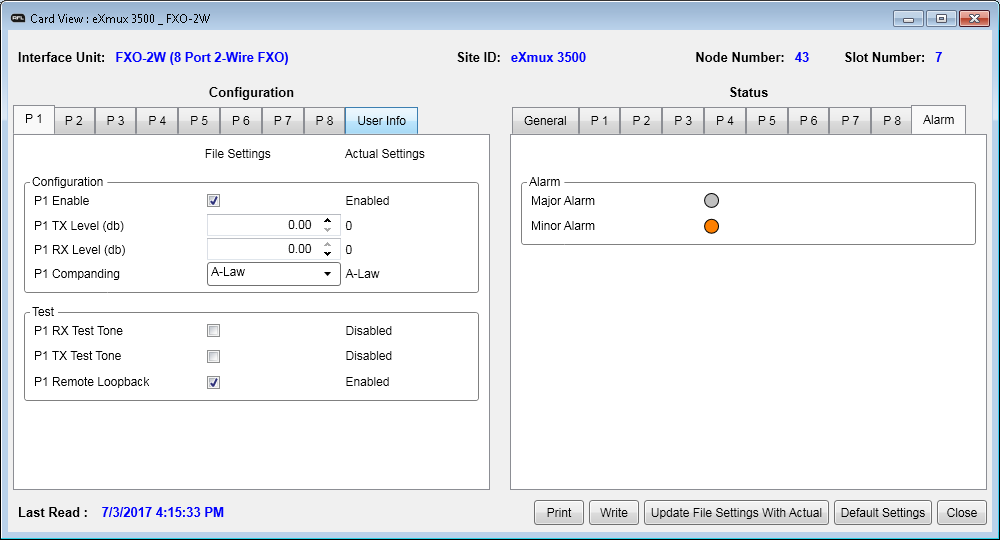 AFL Card View : eXmux 3500 _ FXO-2W
Interface Unit: FXO-2W (8 Port 2-Wire FXO) Site ID: eXmux 3500 Node Number: 43 Slot Number: 7
Configuration
P 1 P 2 P 3 P 4 P 5 P 6 P 7 P 8 User Info
File Settings Actual Settings
Configuration
P1 Enable Enabled
P1 TX Level (db) 0.00 0
P1 RX Level (db) 0.00 0
P1 Companding A-Law A-Law
Test
P1 RX Test Tone Disabled
P1 TX Test Tone Disabled
P1 Remote Loopback Enabled
Status
General P 1 P 2 P 3 P 4 P 5 P 6 P 7 P 8 Alarm
Alarm
Major Alarm
Minor Alarm
Last Read : 7/3/2017 4:15:33 PM
Print Write Update File Settings With Actual Default Settings Close